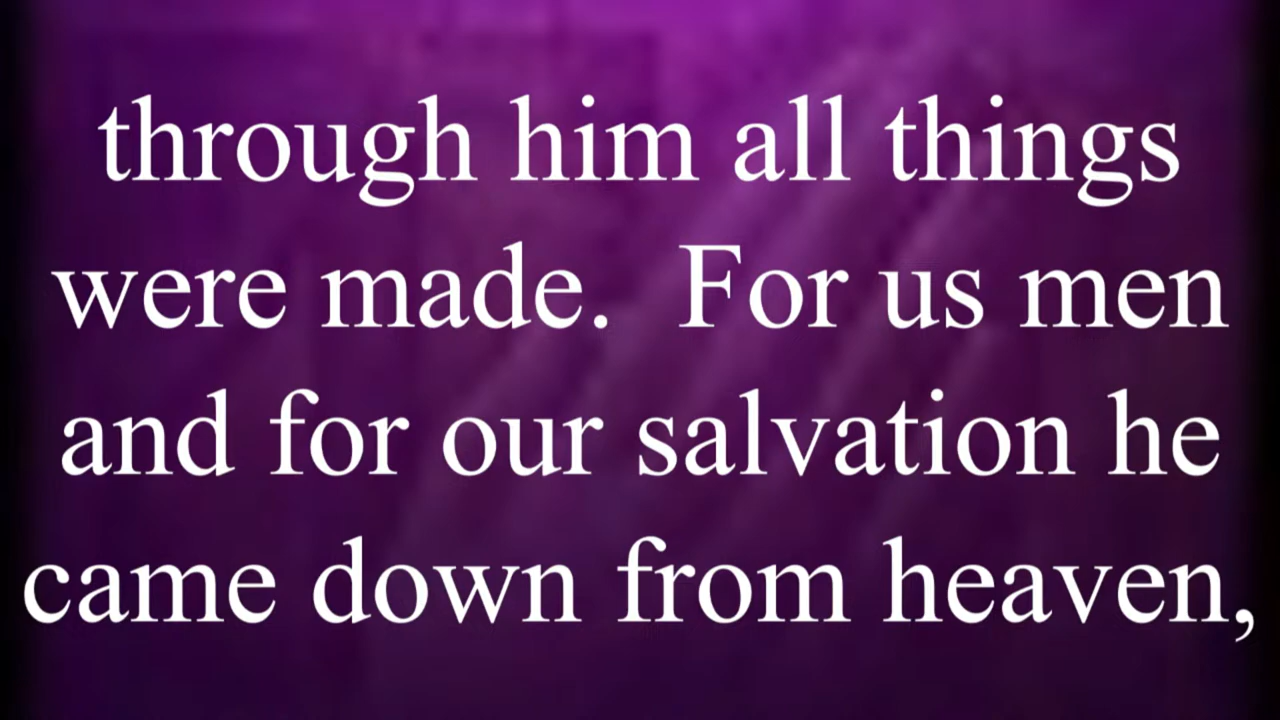 through him all things
were made.  For us men
and for our salvation he
came down from heaven,